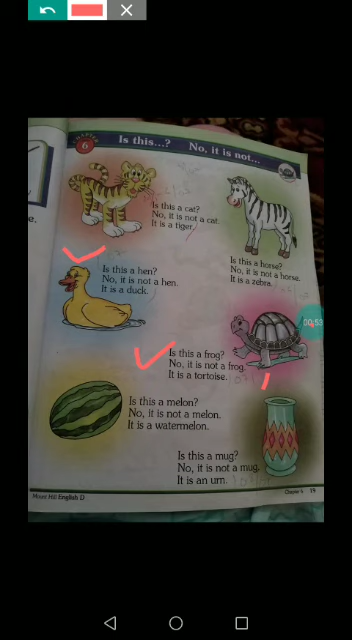 CHAPTER
6
Is this...? No, it is not...
e.
Is this a cat?
No, it is not a cat.
It is a tiger.
Is this a horse?
No, it is not a horse.
It is a zebra.
Is this a hen?
No, it is not a hen.
It is a duck.
00:53
Is this a frog?
No, it is not a frog.
It is a tortoise.
Is this a melon?
No, it is not a melon.
It is a watermelon.
Is this a mug?
No, it is not a mug.
It is an urn.
English D
Chapter 6